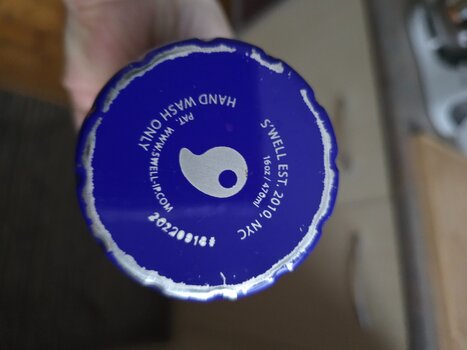 S'WELL EST. 2010, NYC
16oz / 470ml
HAND WASH ONLY
PAT. WWW.SWELL-IP.COM